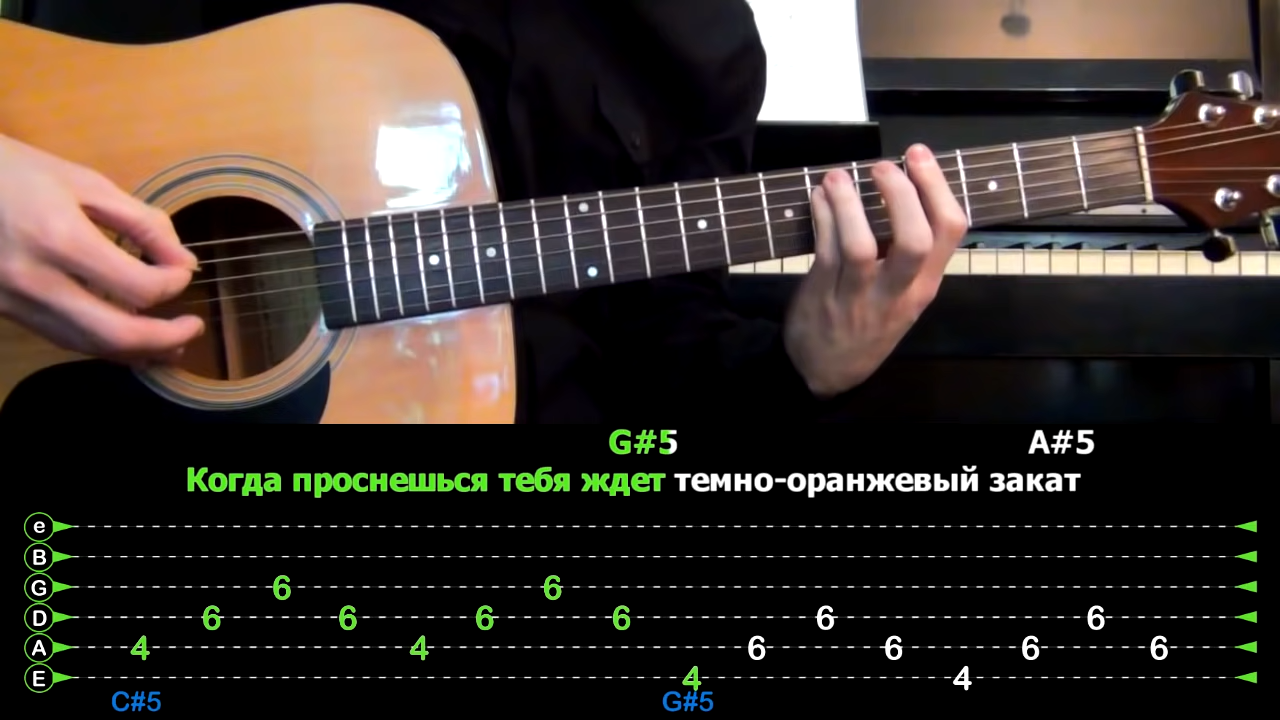 G#5 A#5
Когда проснешься тебя ждет темно-оранжевый закат
e
B
G 6 6
D 6 6 6 6 6 6
A 4 4 6 6 6 6
E 4 4
C#5 G#5